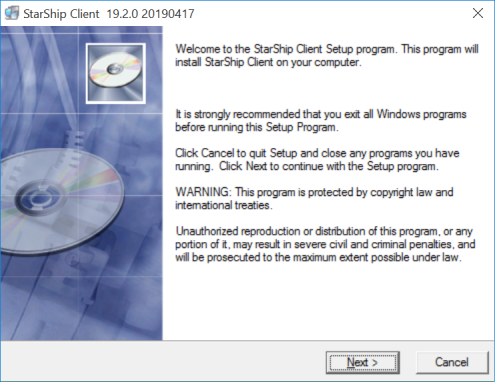 StarShip Client 19.2.0 20190417
Welcome to the StarShip Client Setup program. This program will
install StarShip Client on your computer.
It is strongly recommended that you exit all Windows programs
before running this Setup Program.
Click Cancel to quit Setup and close any programs you have
running. Click Next to continue with the Setup program.
WARNING: This program is protected by copyright law and
international treaties.
Unauthorized reproduction or distribution of this program, or any
portion of it, may result in severe civil and criminal penalties, and
will be prosecuted to the maximum extent possible under law.
Next >
Cancel